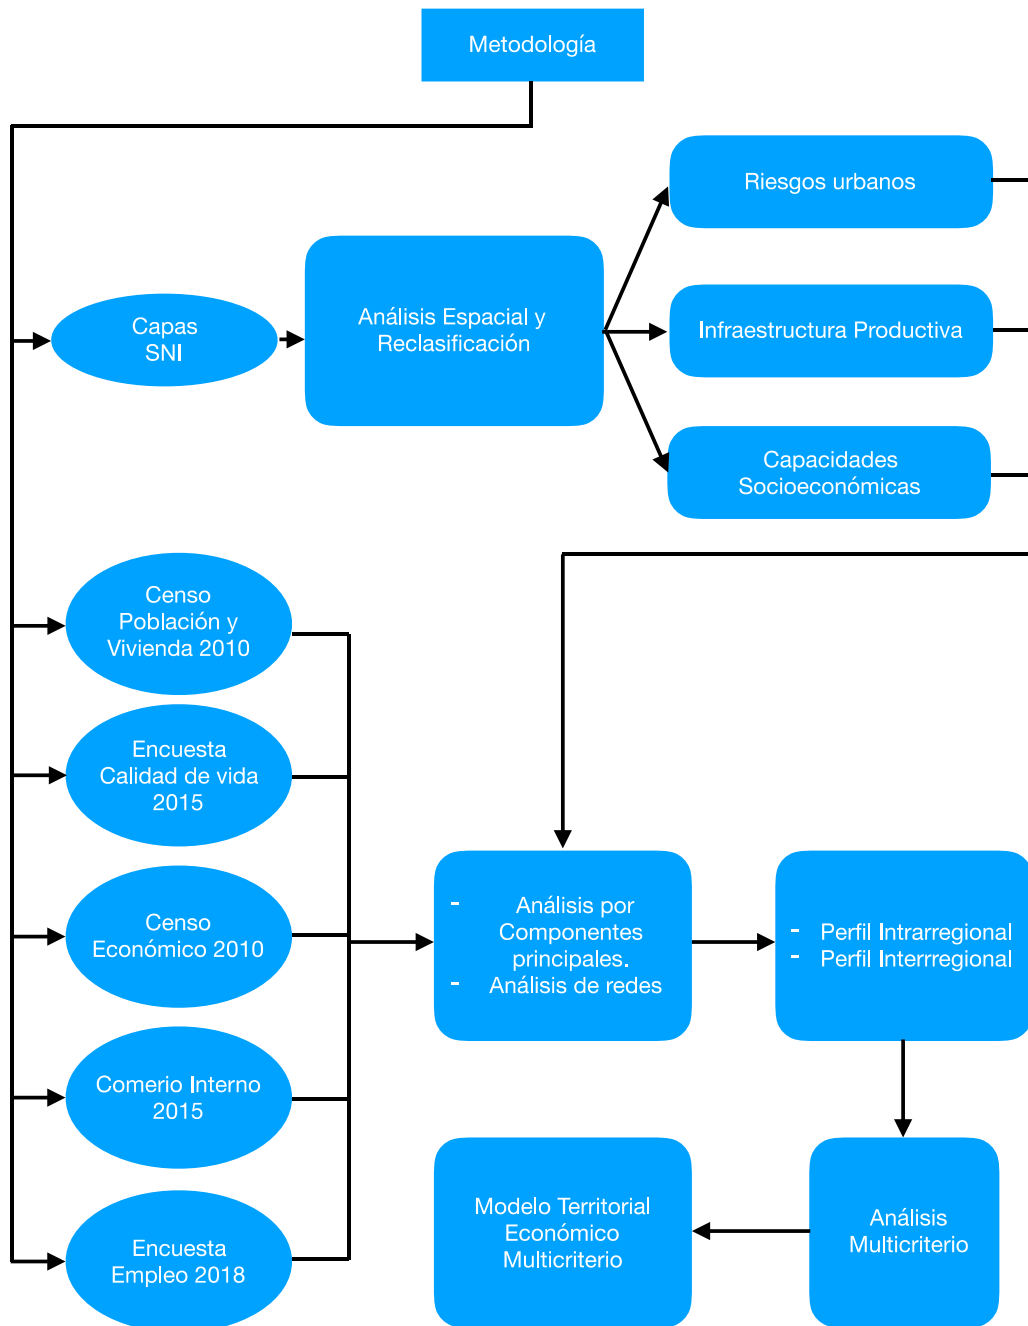 Metodología
Riesgos urbanos
Capas
SNI
Análisis Espacial y
Reclasificación
Infraestructura Productiva
Capacidades
Socioeconómicas
Censo
Población y
Vivienda 2010
Encuesta
Calidad de vida
2015
Censo
Económico 2010
Comerio Interno
2015
Encuesta
Empleo 2018
- Análisis por
Componentes
principales.
- Análisis de redes
- Perfil Intrarregional
- Perfil Interrregional
Análisis
Multicriterio
Modelo Territorial
Económico
Multicriterio